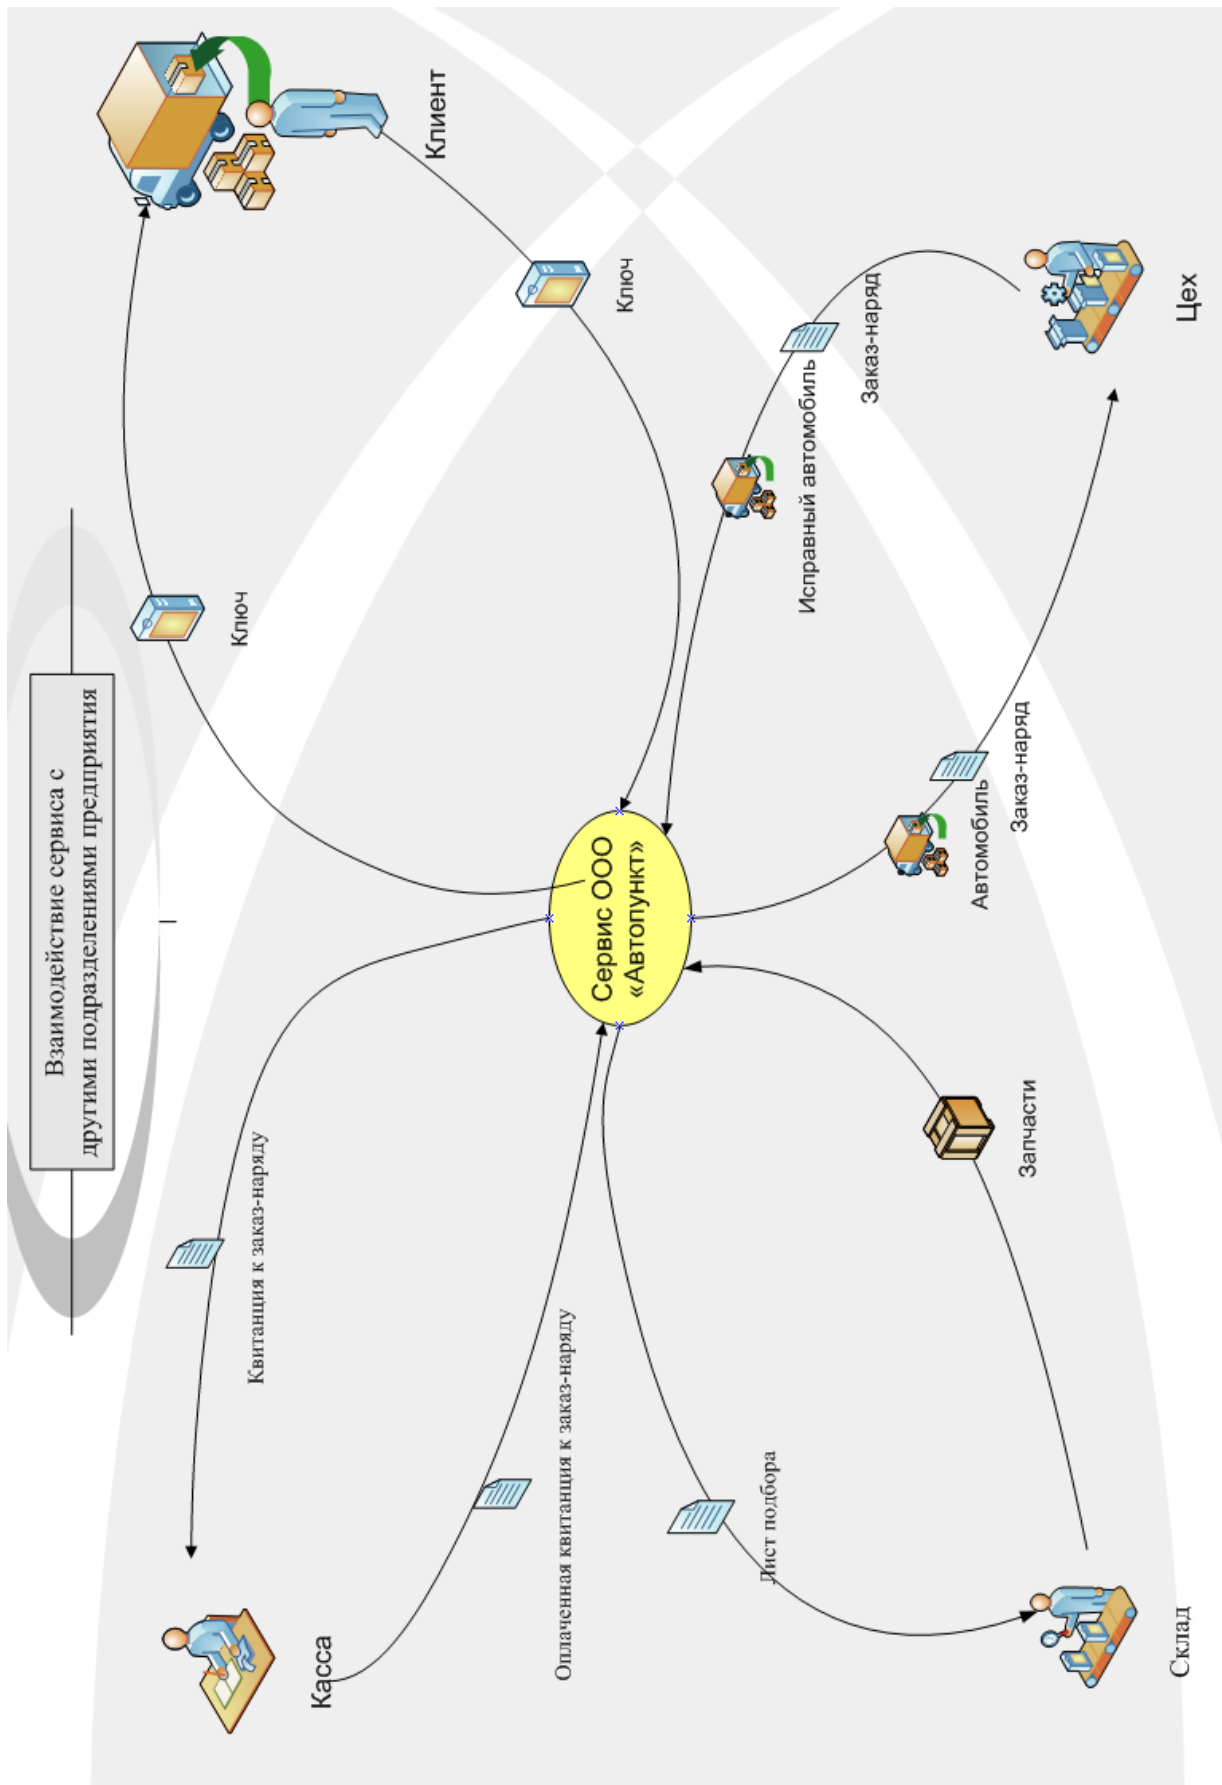 Взаимодействие сервиса с
другими подразделениями предприятия
Касса
Квитанция к заказ-наряду
Ключ
Клиент
Оплаченная квитанция к заказ-наряду
Сервис ООО
«Автопункт»
Ключ
Лист подбора
Исправный автомобиль
Заказ-наряд
Склад
Запчасти
Автомобиль
Заказ-наряд
Цех